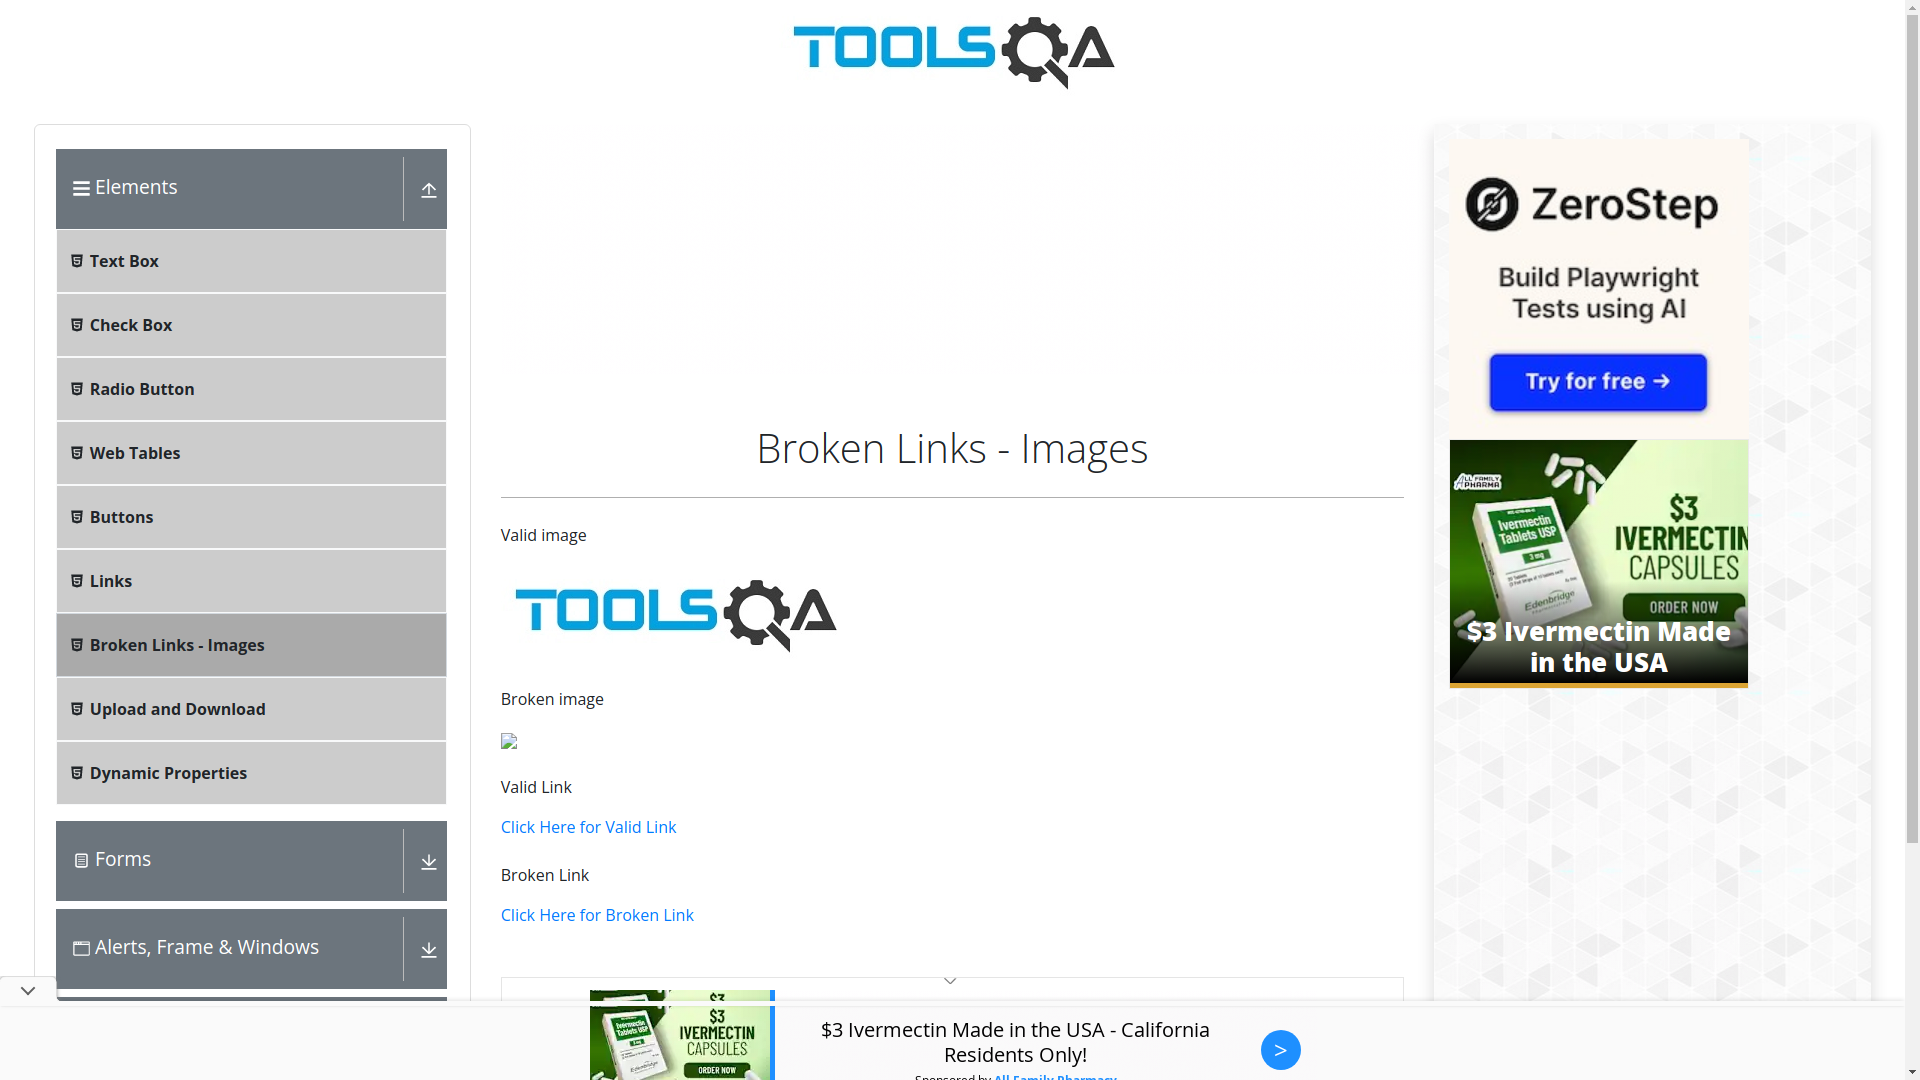 TOOLSQA
Elements
Text Box
Check Box
Radio Button
Web Tables
Buttons
Links
Broken Links - Images
Upload and Download
Dynamic Properties
Forms
Alerts, Frame & Windows
Broken Links - Images
Valid image
TOOLSQA
Broken image
Valid Link
Click Here for Valid Link
Broken Link
Click Here for Broken Link
ZeroStep
Build Playwright
Tests using AI
Try for free →
ALL FAMILY
PHARMA
Ivermectin
Tablets USP
3 mg
Edenbridge
$3
IVERMECTIN
CAPSULES
ORDER NOW
$3 Ivermectin Made
in the USA
Ivermectin
Tablets USP
$3
IVERMECTIN
CAPSULES
ORDER NOW
$3 Ivermectin Made in the USA - California
Residents Only!
>
Sponsored by All Family Pharmacy